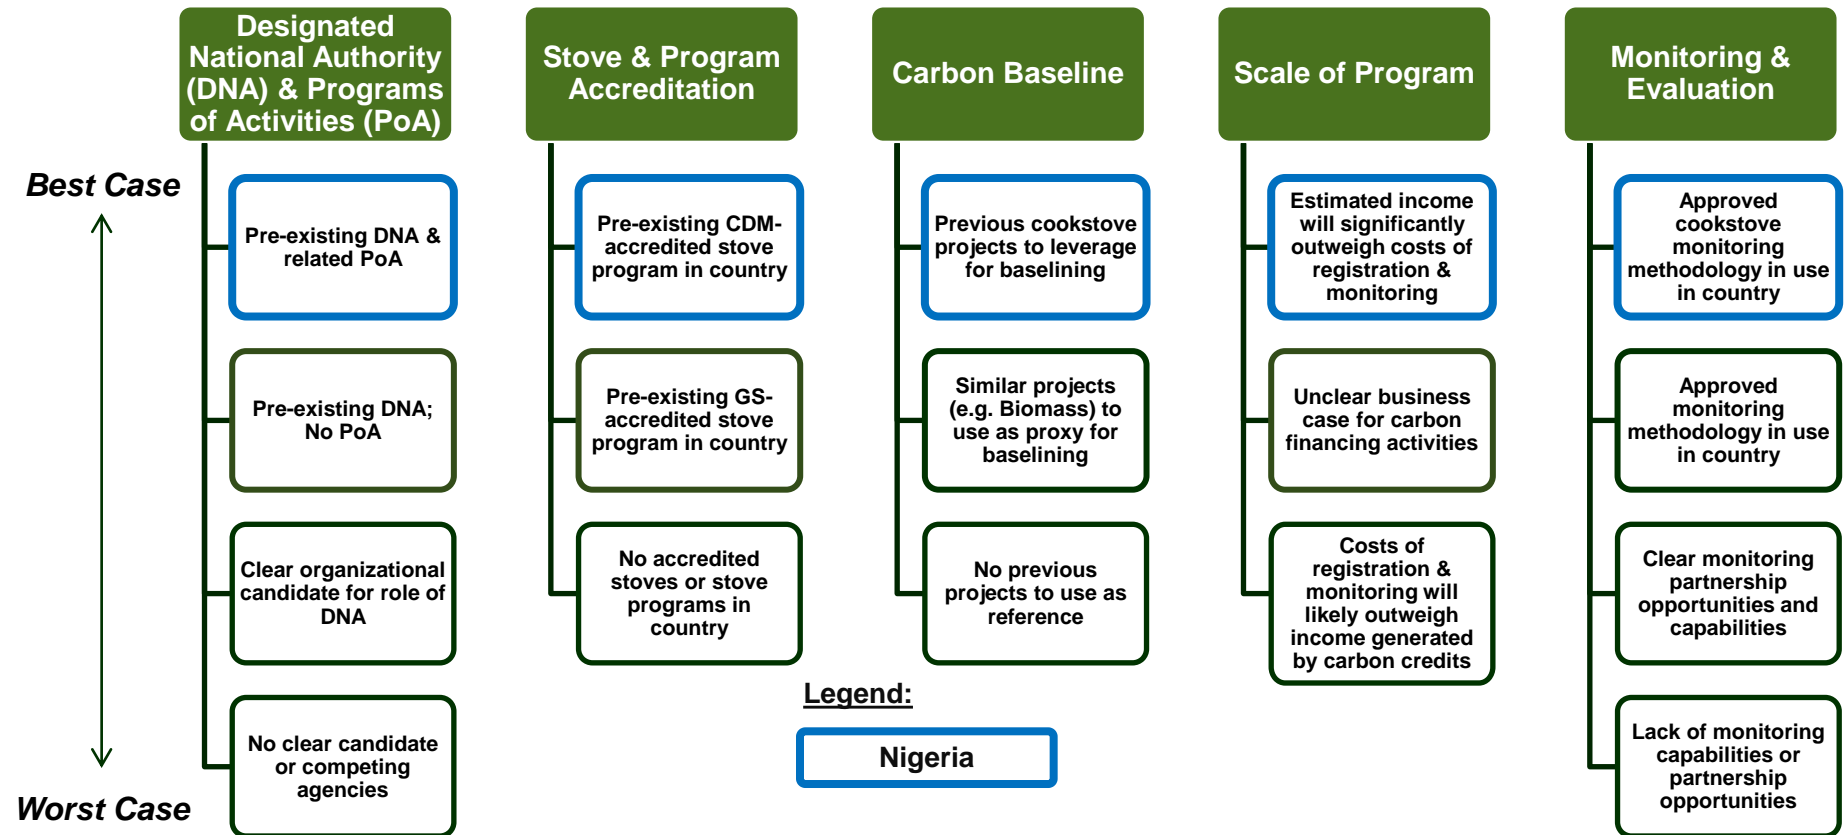 Designated
National Authority
(DNA) & Programs
of Activities (PoA)
Stove & Program
Accreditation
Carbon Baseline
Scale of Program
Monitoring &
Evaluation
Best Case
Pre-existing DNA &
related PoA
Pre-existing CDM-
accredited stove
program in country
Previous cookstove
projects to leverage
for baselining
Estimated income
will significantly
outweigh costs of
registration &
monitoring
Approved
cookstove
monitoring
methodology in use
in country
Pre-existing DNA;
No PoA
Pre-existing GS-
accredited stove
program in country
Similar projects
(e.g. Biomass) to
use as proxy for
baselining
Unclear business
case for carbon
financing activities
Approved
monitoring
methodology in use
in country
Clear organizational
candidate for role of
DNA
No accredited
stoves or stove
programs in
country
No previous
projects to use as
reference
Costs of
registration &
monitoring will
likely outweigh
income generated
by carbon credits
Clear monitoring
partnership
opportunities and
capabilities
No clear candidate
or competing
agencies
Lack of monitoring
capabilities or
partnership
opportunities
Worst Case
Legend:
Nigeria